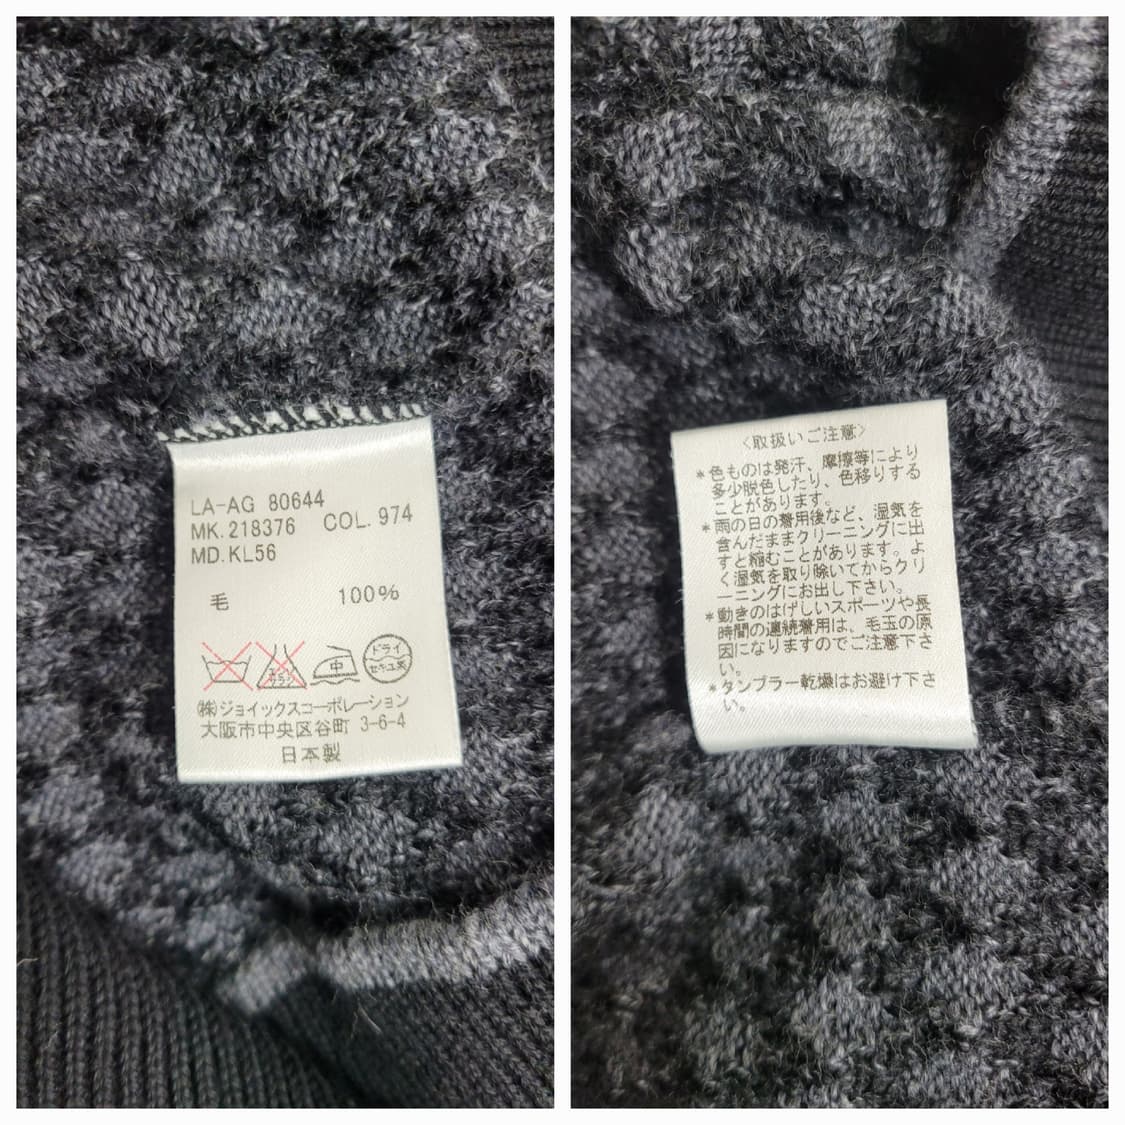 LA-AG 80644
MK.218376 COL.974
MD.KL56
毛 100%
エンソ
サラシ
中
ドライ
セキユ系
㈱ジョイックスコーポレーション
大阪市中央区谷町 3-6-4
日本製
〈取扱いご注意〉
*色ものは発汗、摩擦等により
多少脱色したり、色移りする
ことがあります。
*雨の日の着用後など、湿気を
含んだままクリーニングに出
すと縮むことがあります。よ
く湿気を取り除いてからクリ
ーニングにお出し下さい。
*動きのはげしいスポーツや長
時間の連続着用は、毛玉の原
因になりますのでご注意下さ
い。
*タンブラー乾燥はお避け下さ
い。